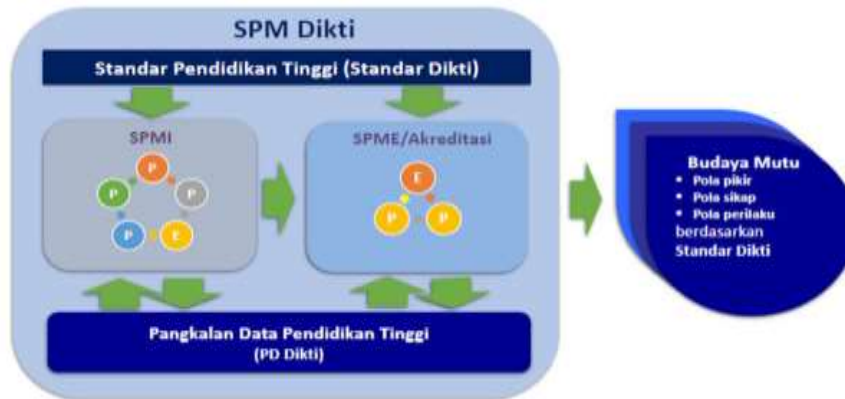 SPM Dikti
Standar Pendidikan Tinggi (Standar Dikti)
SPMI
P
P
P
P
E
SPME/Akreditasi
E
P
P
Budaya Mutu
• Pola pikir
• Pola sikap
• Pola perilaku
berdasarkan
Standar Dikti
Pangkalan Data Pendidikan Tinggi
(PD Dikti)